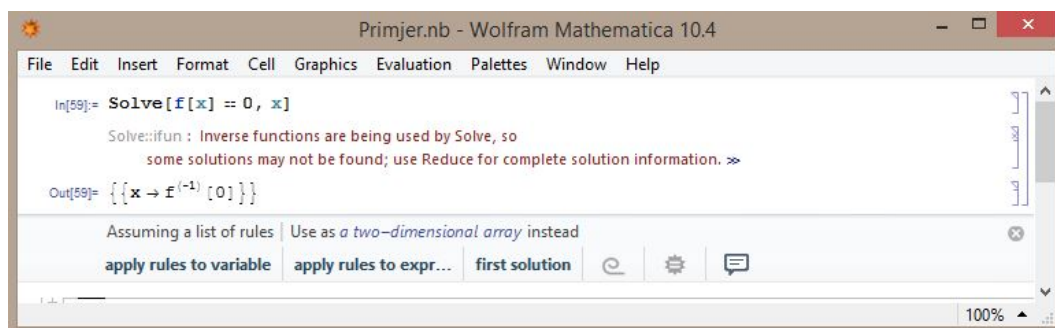 Primjer.nb - Wolfram Mathematica 10.4
File Edit Insert Format Cell Graphics Evaluation Palettes Window Help
In[59]:= Solve[f[x] == 0, x]
Solve::ifun : Inverse functions are being used by Solve, so
some solutions may not be found; use Reduce for complete solution information. ≫
Out[59]= {{x → f^(-1)[0]}}
Assuming a list of rules | Use as a two-dimensional array instead
apply rules to variable apply rules to expr... first solution
100%